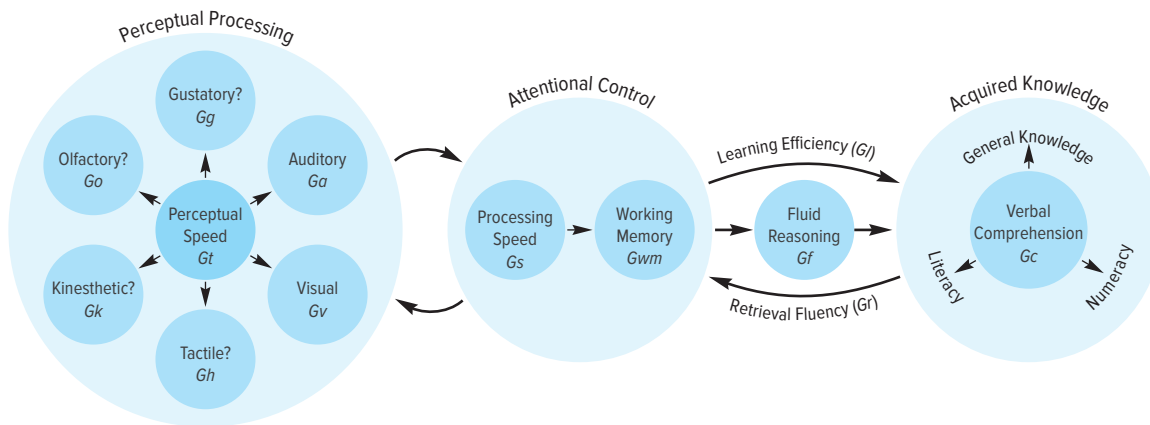 Perceptual Processing
Gustatory?
Gg
Olfactory?
Go
Auditory
Ga
Perceptual
Speed
Gt
Kinesthetic?
Gk
Visual
Gv
Tactile?
Gh
Attentional Control
Processing
Speed
Gs
Working
Memory
Gwm
Learning Efficiency (Gl)
Fluid
Reasoning
Gf
Retrieval Fluency (Gr)
Acquired Knowledge
General Knowledge
Verbal
Comprehension
Gc
Literacy
Numeracy